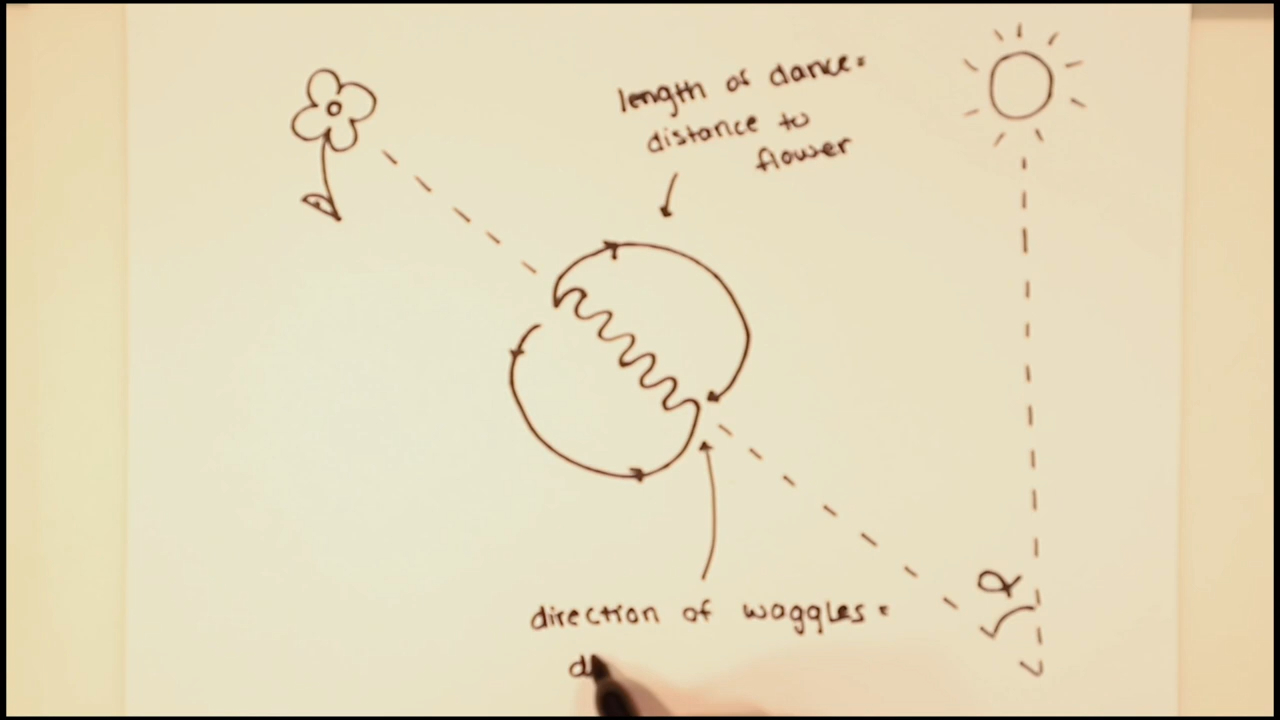 length of dance=
distance to
flower
α
direction of waggles =
d